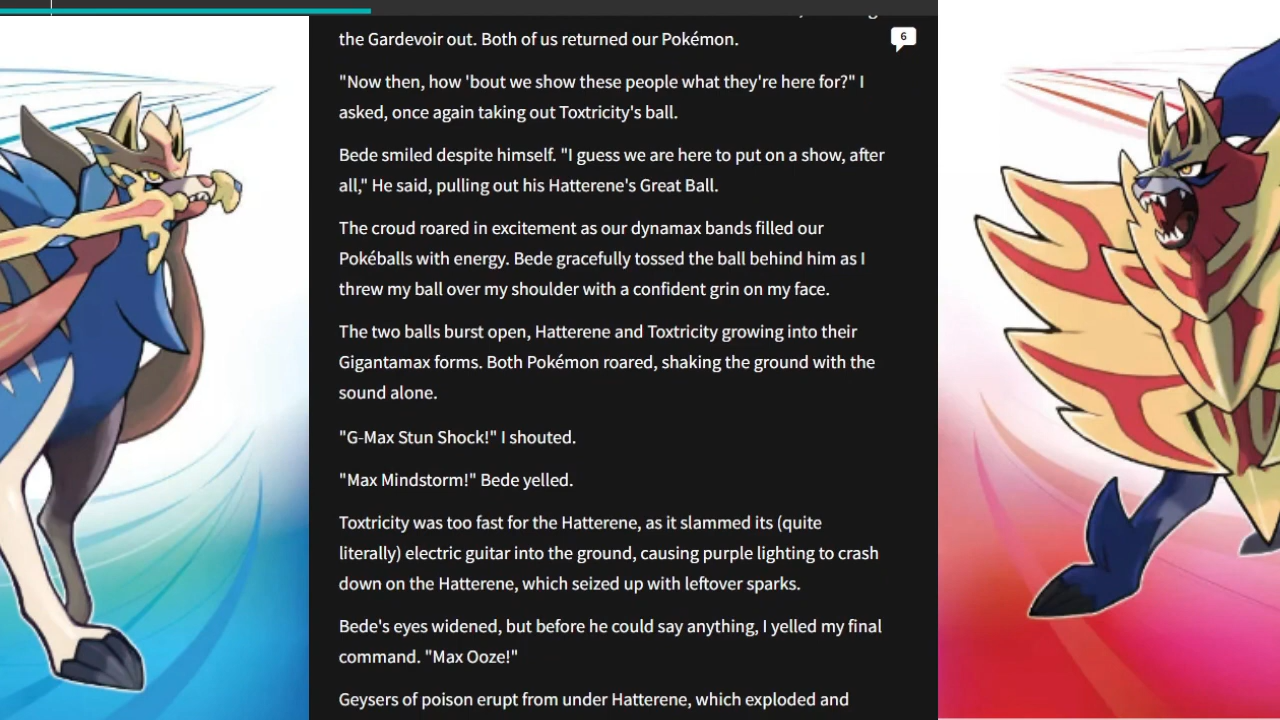 6
the Gardevoir out. Both of us returned our Pokémon.
"Now then, how 'bout we show these people what they're here for?" I
asked, once again taking out Toxtricity's ball.
Bede smiled despite himself. "I guess we are here to put on a show, after
all," He said, pulling out his Hatterene's Great Ball.
The croud roared in excitement as our dynamax bands filled our
Pokéballs with energy. Bede gracefully tossed the ball behind him as I
threw my ball over my shoulder with a confident grin on my face.
The two balls burst open, Hatterene and Toxtricity growing into their
Gigantamax forms. Both Pokémon roared, shaking the ground with the
sound alone.
"G-Max Stun Shock!" I shouted.
"Max Mindstorm!" Bede yelled.
Toxtricity was too fast for the Hatterene, as it slammed its (quite
literally) electric guitar into the ground, causing purple lighting to crash
down on the Hatterene, which seized up with leftover sparks.
Bede's eyes widened, but before he could say anything, I yelled my final
command. "Max Ooze!"
Geysers of poison erupt from under Hatterene, which exploded and